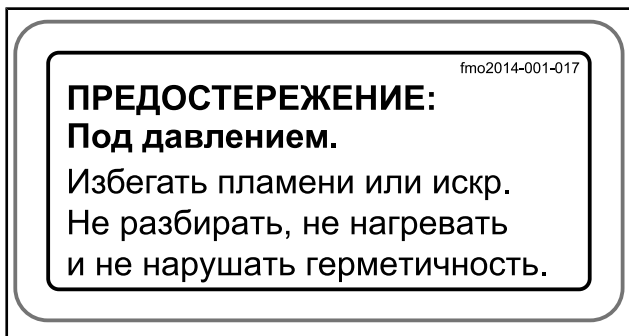 fmo2014-001-017
ПРЕДОСТЕРЕЖЕНИЕ:
Под давлением.
Избегать пламени или искр.
Не разбирать, не нагревать
и не нарушать герметичность.